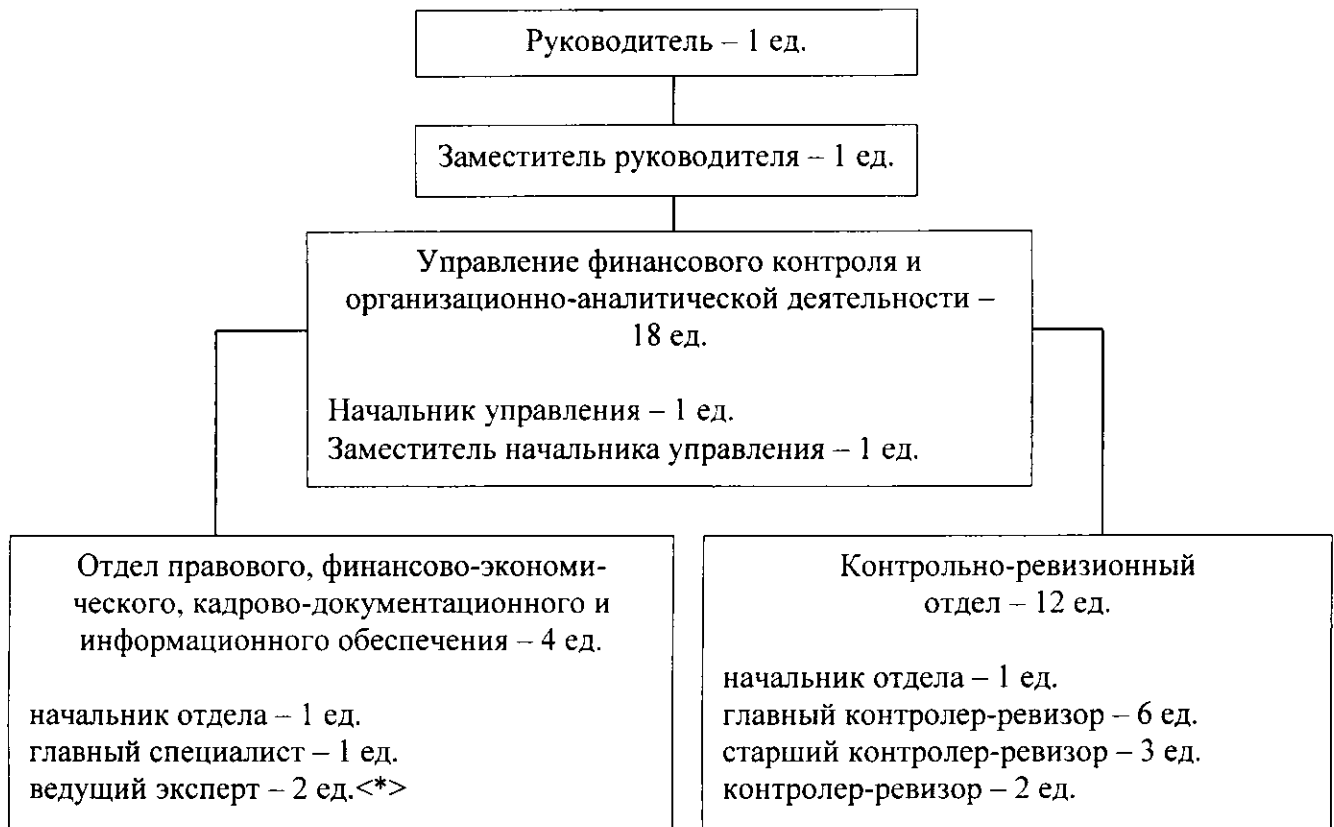 Руководитель – 1 ед.
Заместитель руководителя – 1 ед.
Управление финансового контроля и
организационно-аналитической деятельности –
18 ед.
Начальник управления – 1 ед.
Заместитель начальника управления – 1 ед.
Отдел правового, финансово-экономи-
ческого, кадрово-документационного и
информационного обеспечения – 4 ед.
начальник отдела – 1 ед.
главный специалист – 1 ед.
ведущий эксперт – 2 ед.<*>
Контрольно-ревизионный
отдел – 12 ед.
начальник отдела – 1 ед.
главный контролер-ревизор – 6 ед.
старший контролер-ревизор – 3 ед.
контролер-ревизор – 2 ед.